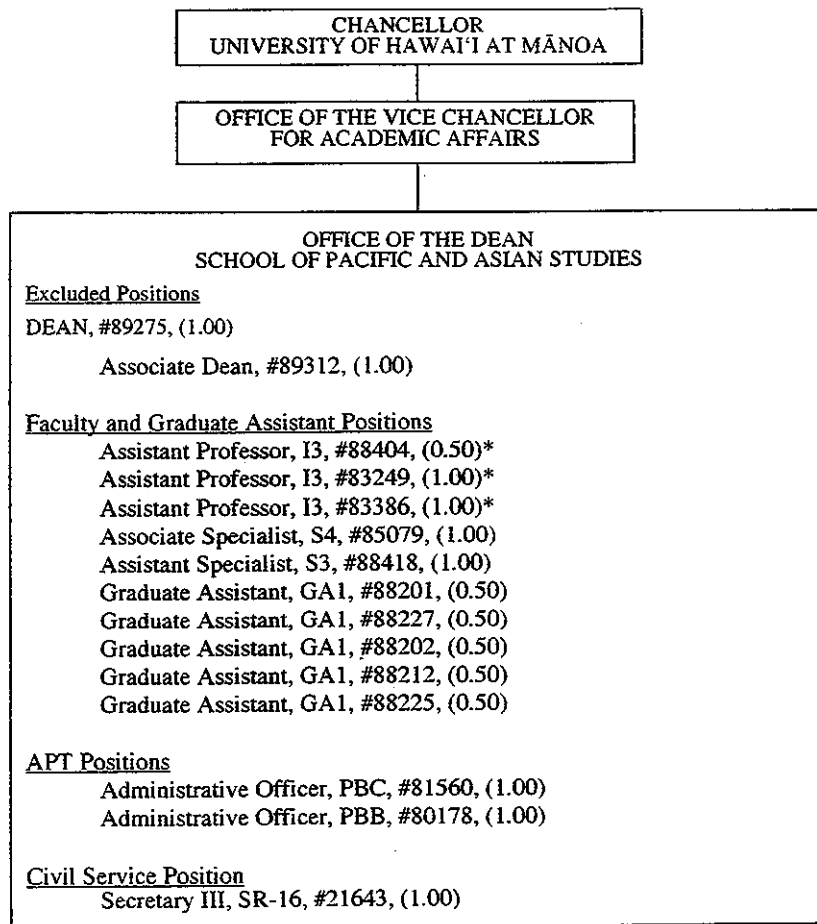 CHANCELLOR
UNIVERSITY OF HAWAI‘I AT MĀNOA
OFFICE OF THE VICE CHANCELLOR
FOR ACADEMIC AFFAIRS
OFFICE OF THE DEAN
SCHOOL OF PACIFIC AND ASIAN STUDIES
Excluded Positions
DEAN, #89275, (1.00)
Associate Dean, #89312, (1.00)
Faculty and Graduate Assistant Positions
Assistant Professor, I3, #88404, (0.50)*
Assistant Professor, I3, #83249, (1.00)*
Assistant Professor, I3, #83386, (1.00)*
Associate Specialist, S4, #85079, (1.00)
Assistant Specialist, S3, #88418, (1.00)
Graduate Assistant, GA1, #88201, (0.50)
Graduate Assistant, GA1, #88227, (0.50)
Graduate Assistant, GA1, #88202, (0.50)
Graduate Assistant, GA1, #88212, (0.50)
Graduate Assistant, GA1, #88225, (0.50)
APT Positions
Administrative Officer, PBC, #81560, (1.00)
Administrative Officer, PBB, #80178, (1.00)
Civil Service Position
Secretary III, SR-16, #21643, (1.00)